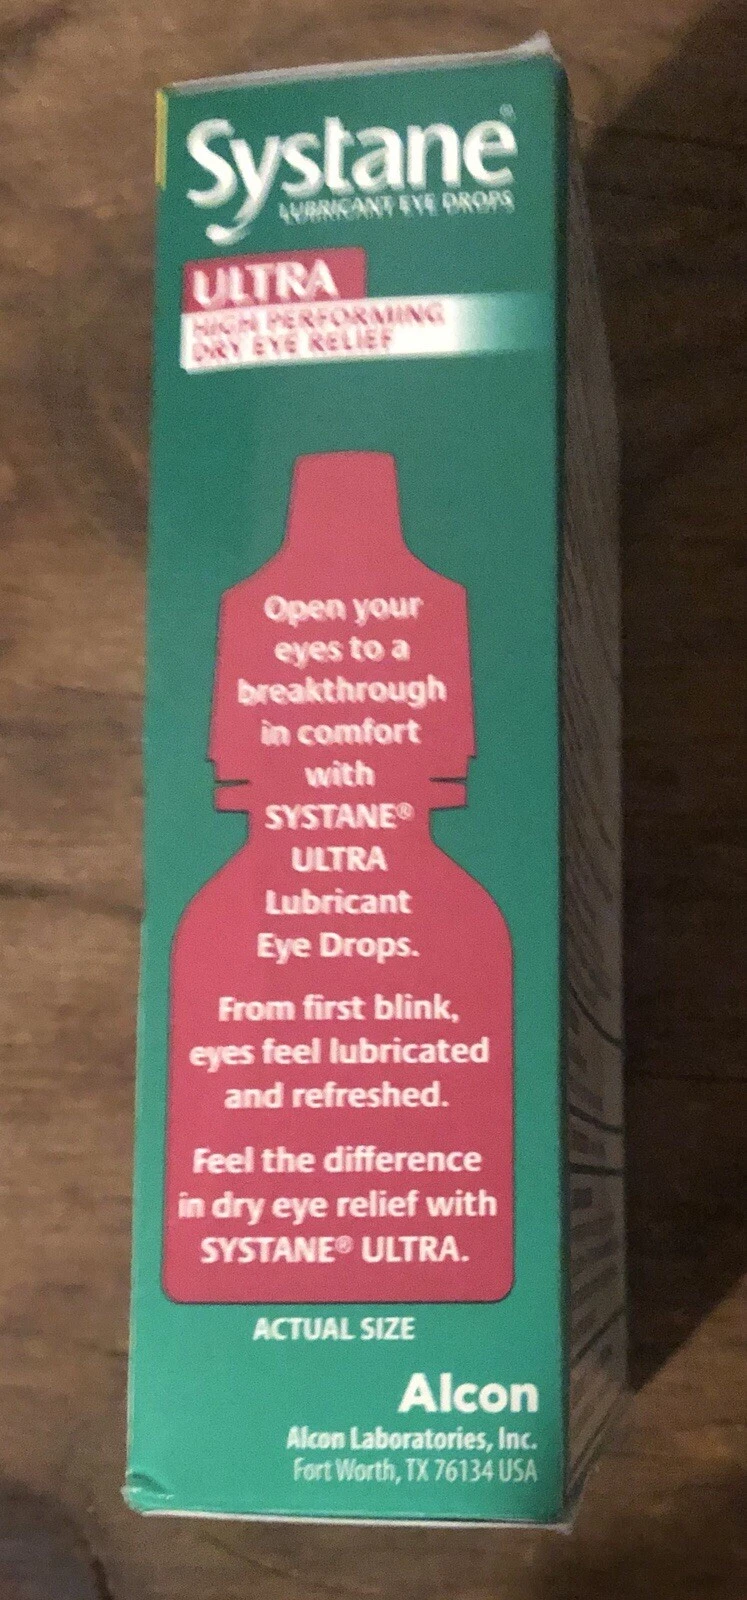 Systane®
LUBRICANT EYE DROPS
ULTRA
HIGH PERFORMING
DRY EYE RELIEF
Open your
eyes to a
breakthrough
in comfort
with
SYSTANE®
ULTRA
Lubricant
Eye Drops.
From first blink,
eyes feel lubricated
and refreshed.
Feel the difference
in dry eye relief with
SYSTANE® ULTRA.
ACTUAL SIZE
Alcon
Alcon Laboratories, Inc.
Fort Worth, TX 76134 USA